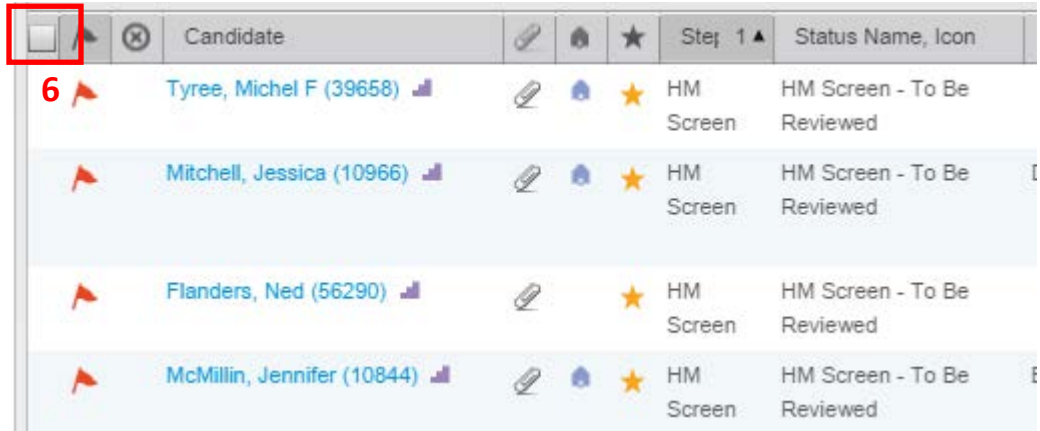 Candidate Step 1 Status Name, Icon
6 Tyree, Michel F (39658) HM Screen HM Screen - To Be Reviewed
Mitchell, Jessica (10966) HM Screen HM Screen - To Be Reviewed
Flanders, Ned (56290) HM Screen HM Screen - To Be Reviewed
McMillin, Jennifer (10844) HM Screen HM Screen - To Be Reviewed